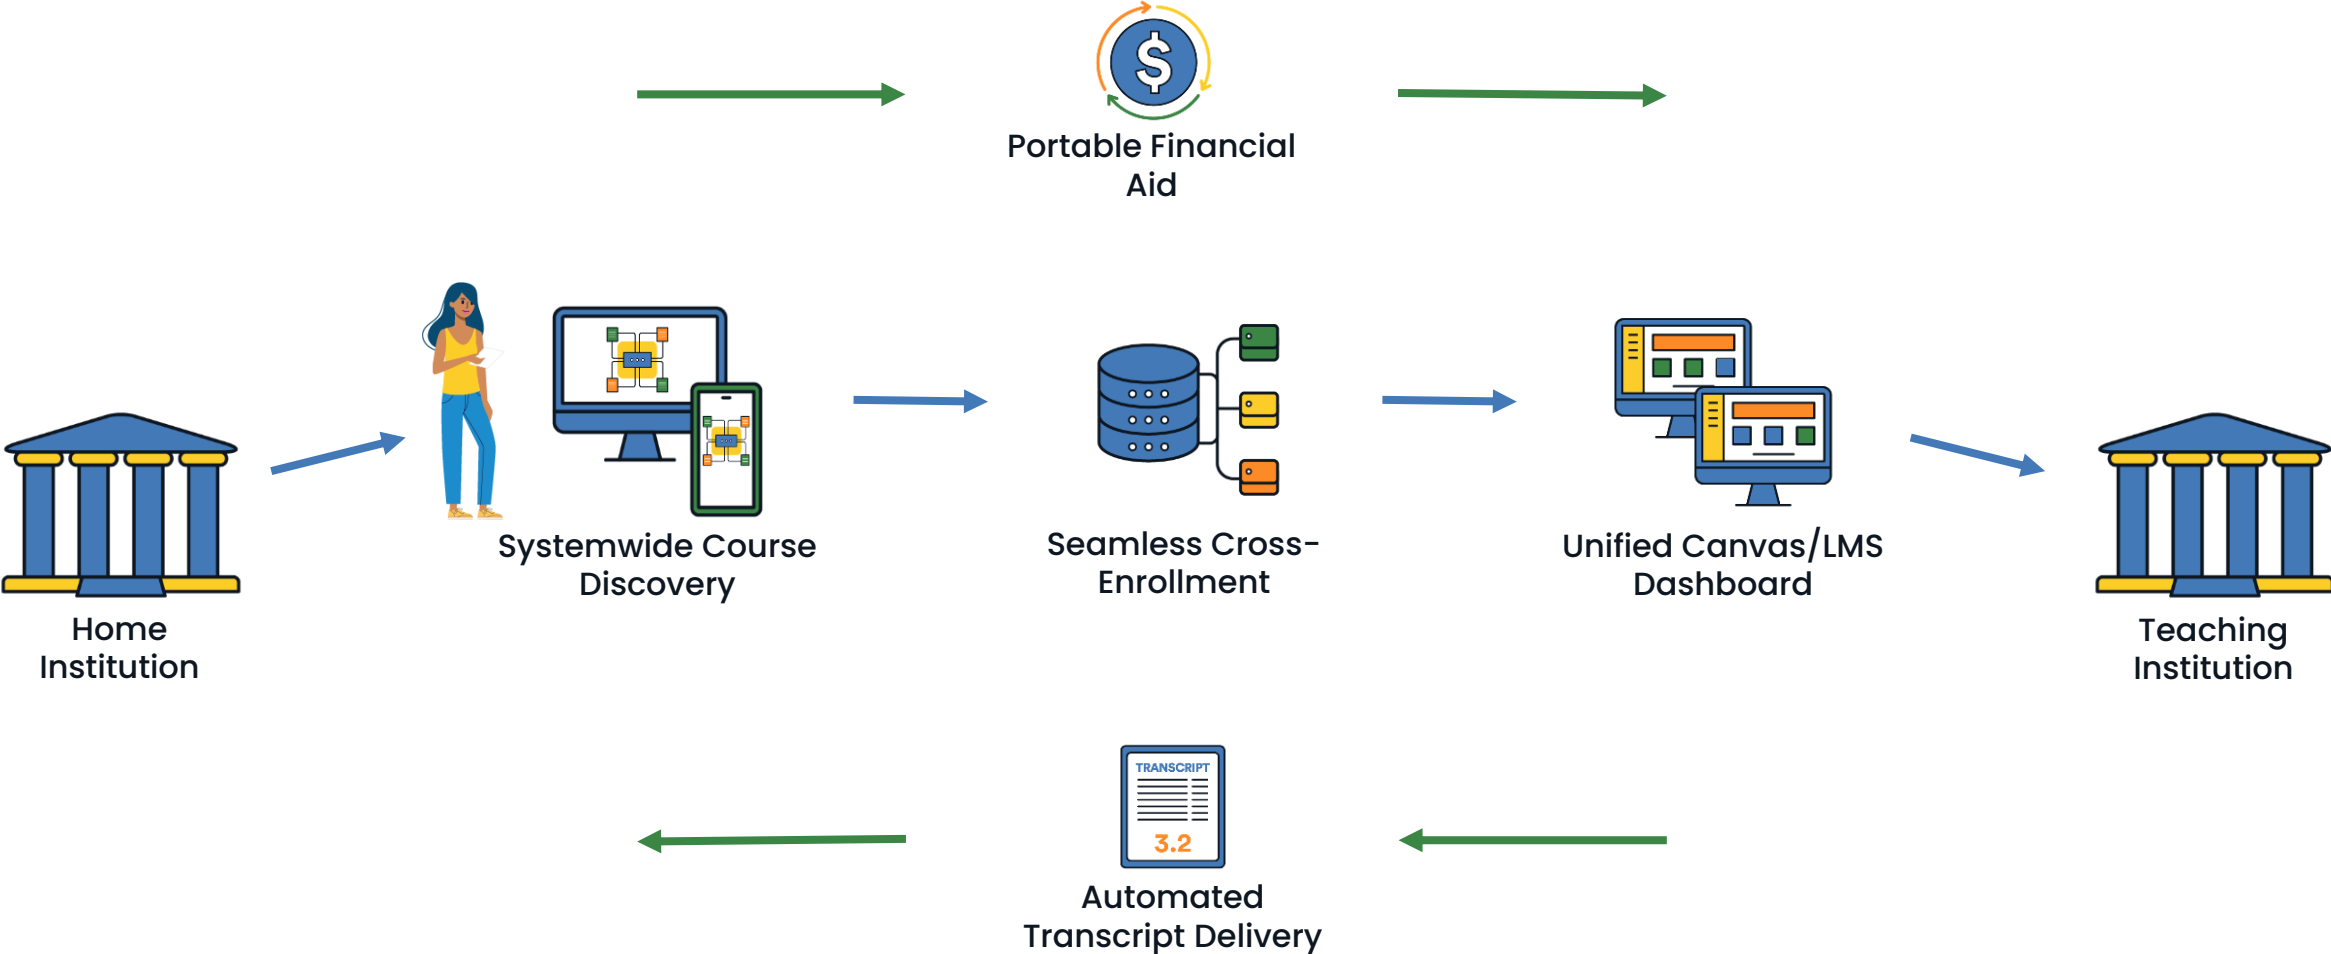 Portable Financial
Aid
Systemwide Course
Discovery
Seamless Cross-
Enrollment
Unified Canvas/LMS
Dashboard
Home
Institution
Teaching
Institution
TRANSCRIPT
3.2
Automated
Transcript Delivery